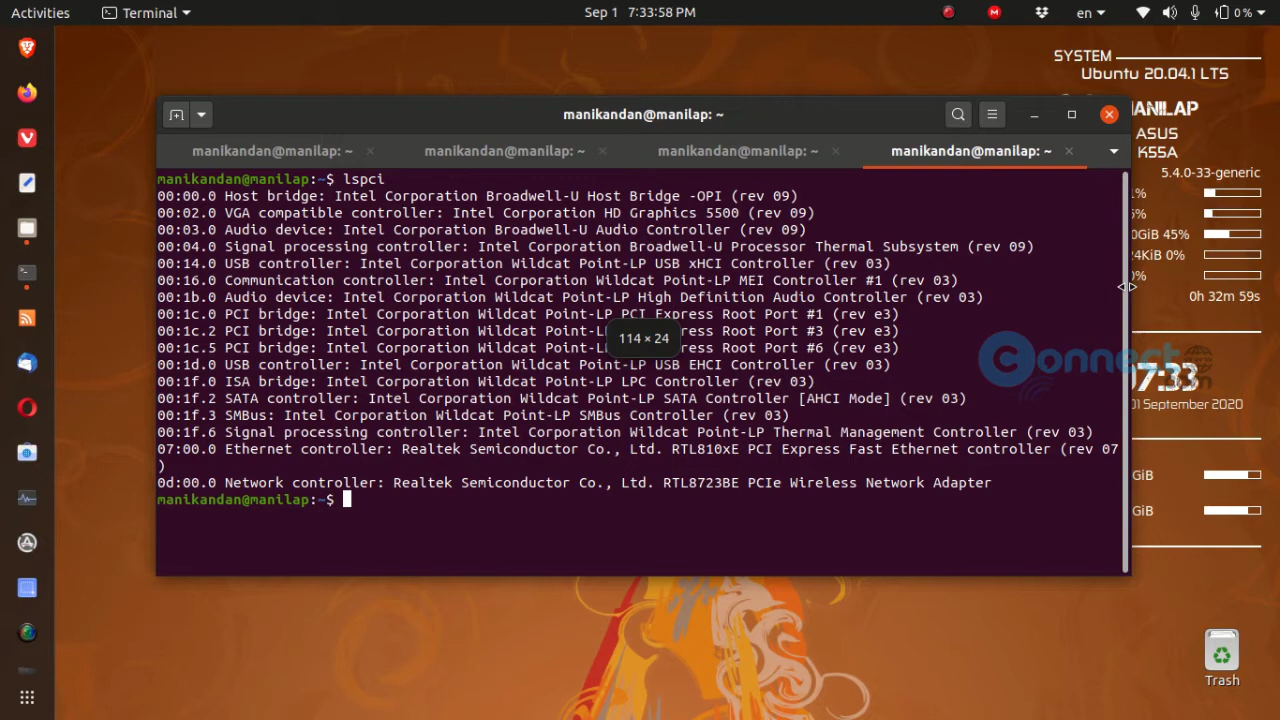 Activities Terminal Sep 1 7:33:58 PM en 0 %
SYSTEM
Ubuntu 20.04.1 LTS
manikandan@manilap: ~
ANILAP
ASUS
K55A
manikandan@manilap: ~ manikandan@manilap: ~ manikandan@manilap: ~ manikandan@manilap: ~
5.4.0-33-generic
manikandan@manilap:~$ lspci
00:00.0 Host bridge: Intel Corporation Broadwell-U Host Bridge -OPI (rev 09)
00:02.0 VGA compatible controller: Intel Corporation HD Graphics 5500 (rev 09)
00:03.0 Audio device: Intel Corporation Broadwell-U Audio Controller (rev 09)
00:04.0 Signal processing controller: Intel Corporation Broadwell-U Processor Thermal Subsystem (rev 09)
00:14.0 USB controller: Intel Corporation Wildcat Point-LP USB xHCI Controller (rev 03)
00:16.0 Communication controller: Intel Corporation Wildcat Point-LP MEI Controller #1 (rev 03)
00:1b.0 Audio device: Intel Corporation Wildcat Point-LP High Definition Audio Controller (rev 03)
00:1c.0 PCI bridge: Intel Corporation Wildcat Point-LP PCI Express Root Port #1 (rev e3)
00:1c.2 PCI bridge: Intel Corporation Wildcat Point-L ress Root Port #3 (rev e3)
114 × 24
00:1c.5 PCI bridge: Intel Corporation Wildcat Point-L ress Root Port #6 (rev e3)
00:1d.0 USB controller: Intel Corporation Wildcat Point-LP USB EHCI Controller (rev 03)
00:1f.0 ISA bridge: Intel Corporation Wildcat Point-LP LPC Controller (rev 03)
00:1f.2 SATA controller: Intel Corporation Wildcat Point-LP SATA Controller [AHCI Mode] (rev 03)
00:1f.3 SMBus: Intel Corporation Wildcat Point-LP SMBus Controller (rev 03)
00:1f.6 Signal processing controller: Intel Corporation Wildcat Point-LP Thermal Management Controller (rev 03)
07:00.0 Ethernet controller: Realtek Semiconductor Co., Ltd. RTL810xE PCI Express Fast Ethernet controller (rev 07
)
0d:00.0 Network controller: Realtek Semiconductor Co., Ltd. RTL8723BE PCIe Wireless Network Adapter
manikandan@manilap:~$
1%
0GiB 45%
4KiB 0%
0%
0h 32m 59s
Connect
07:33
01 September 2020
GiB
GiB
Trash